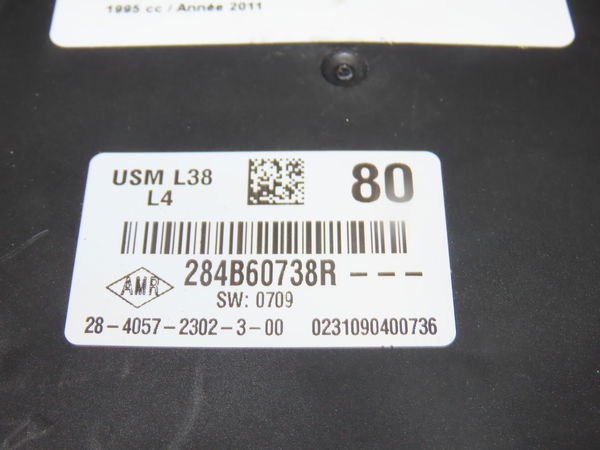 1995 cc / Année 2011
USM L38
L4
80
284B60738R ---
AMR
SW: 0709
28-4057-2302-3-00 0231090400736